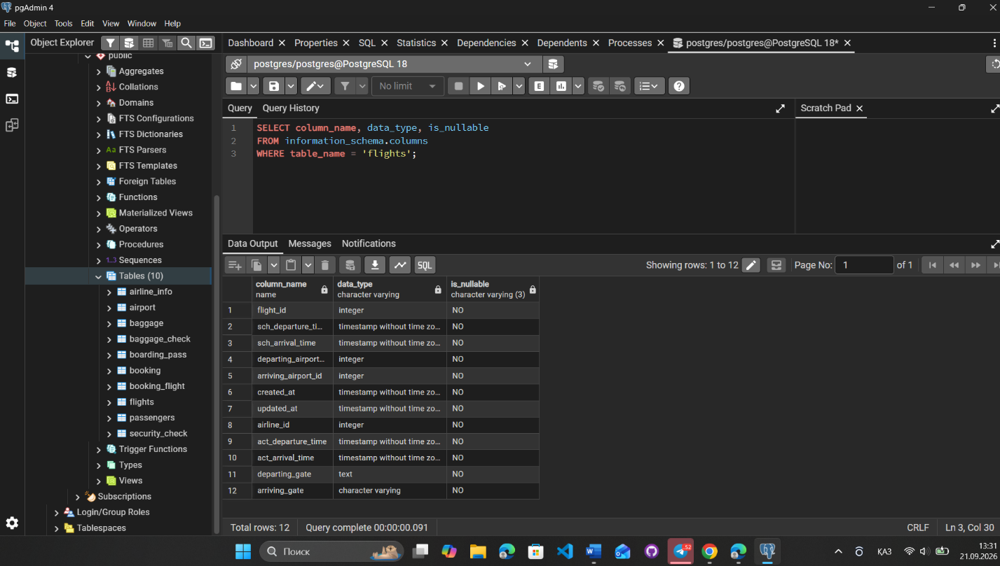 pgAdmin 4
File Object Tools Edit View Window Help
Object Explorer
public
Aggregates
Collations
Domains
FTS Configurations
FTS Dictionaries
Aa FTS Parsers
FTS Templates
Foreign Tables
Functions
Materialized Views
Operators
Procedures
1..3 Sequences
Tables (10)
airline_info
airport
baggage
baggage_check
boarding_pass
booking
booking_flight
flights
passengers
security_check
Trigger Functions
Types
Views
Subscriptions
Login/Group Roles
Tablespaces
Dashboard Properties SQL Statistics Dependencies Dependents Processes postgres/postgres@PostgreSQL 18*
postgres/postgres@PostgreSQL 18
No limit E
Query Query History
Scratch Pad
1 SELECT column_name, data_type, is_nullable
2 FROM information_schema.columns
3 WHERE table_name = 'flights';
Data Output Messages Notifications
SQL Showing rows: 1 to 12 Page No: 1 of 1
column_name data_type is_nullable
name character varying character varying (3)
1 flight_id integer NO
2 sch_departure_ti... timestamp without time zo... NO
3 sch_arrival_time timestamp without time zo... NO
4 departing_airport... integer NO
5 arriving_airport_id integer NO
6 created_at timestamp without time zo... NO
7 updated_at timestamp without time zo... NO
8 airline_id integer NO
9 act_departure_time timestamp without time zo... NO
10 act_arrival_time timestamp without time zo... NO
11 departing_gate text NO
12 arriving_gate character varying NO
Total rows: 12 Query complete 00:00:00.091 CRLF Ln 3, Col 30
Поиск
52
ҚАЗ
13:31
21.09.2026